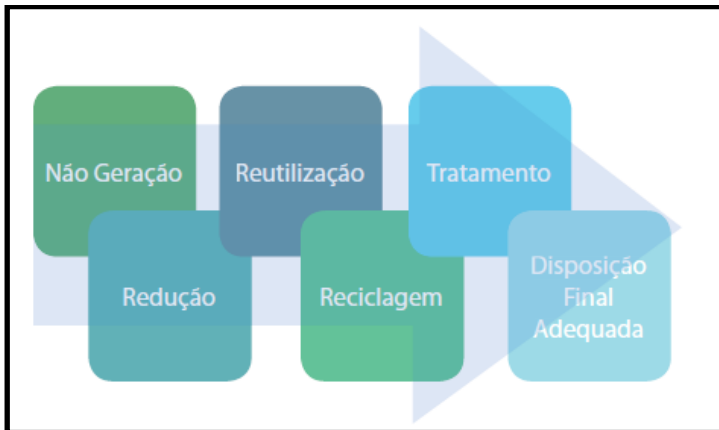 Não Geração
Redução
Reutilização
Reciclagem
Tratamento
Disposição
Final
Adequada